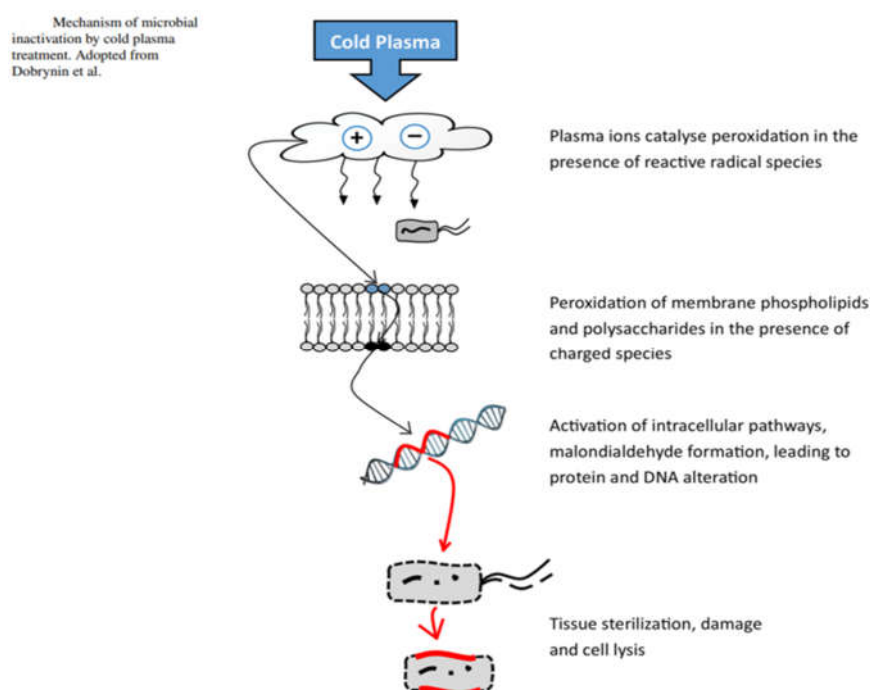 Mechanism of microbial
inactivation by cold plasma
treatment. Adopted from
Dobrynin et al.
Cold Plasma
+
−
Plasma ions catalyse peroxidation in the
presence of reactive radical species
Peroxidation of membrane phospholipids
and polysaccharides in the presence of
charged species
Activation of intracellular pathways,
malondialdehyde formation, leading to
protein and DNA alteration
Tissue sterilization, damage
and cell lysis